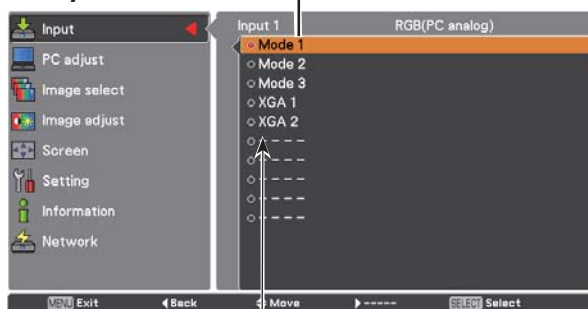 Input
PC adjust
Image select
Image adjust
Screen
Setting
Information
Network
Input 1 RGB(PC analog)
Mode 1
Mode 2
Mode 3
XGA 1
XGA 2
- - - -
- - - -
- - - -
- - - -
- - - -
MENU Exit Back Move ----- SELECT Select